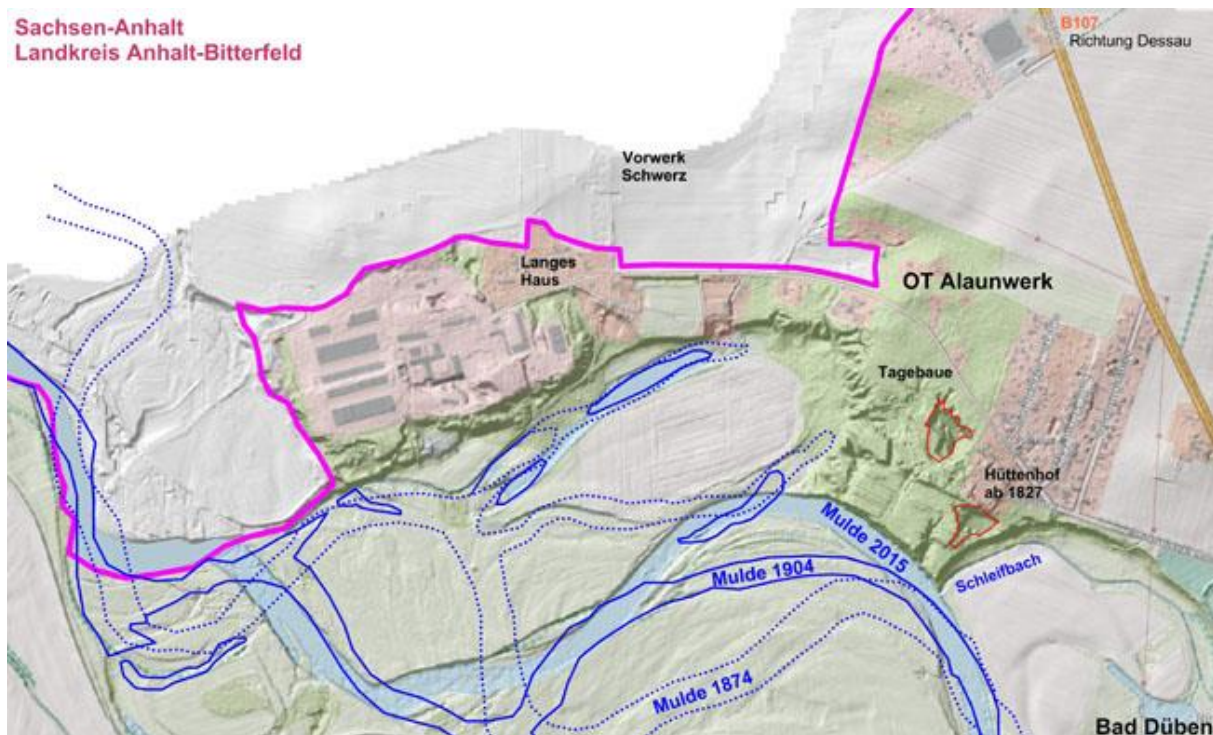 Sachsen-Anhalt
Landkreis Anhalt-Bitterfeld
B107
Richtung Dessau
Vorwerk
Schwerz
Langes
Haus
OT Alaunwerk
Tagebaue
Hüttenhof
ab 1827
Mulde 2015
Mulde 1904
Schleifbach
Mulde 1874
Bad Düben